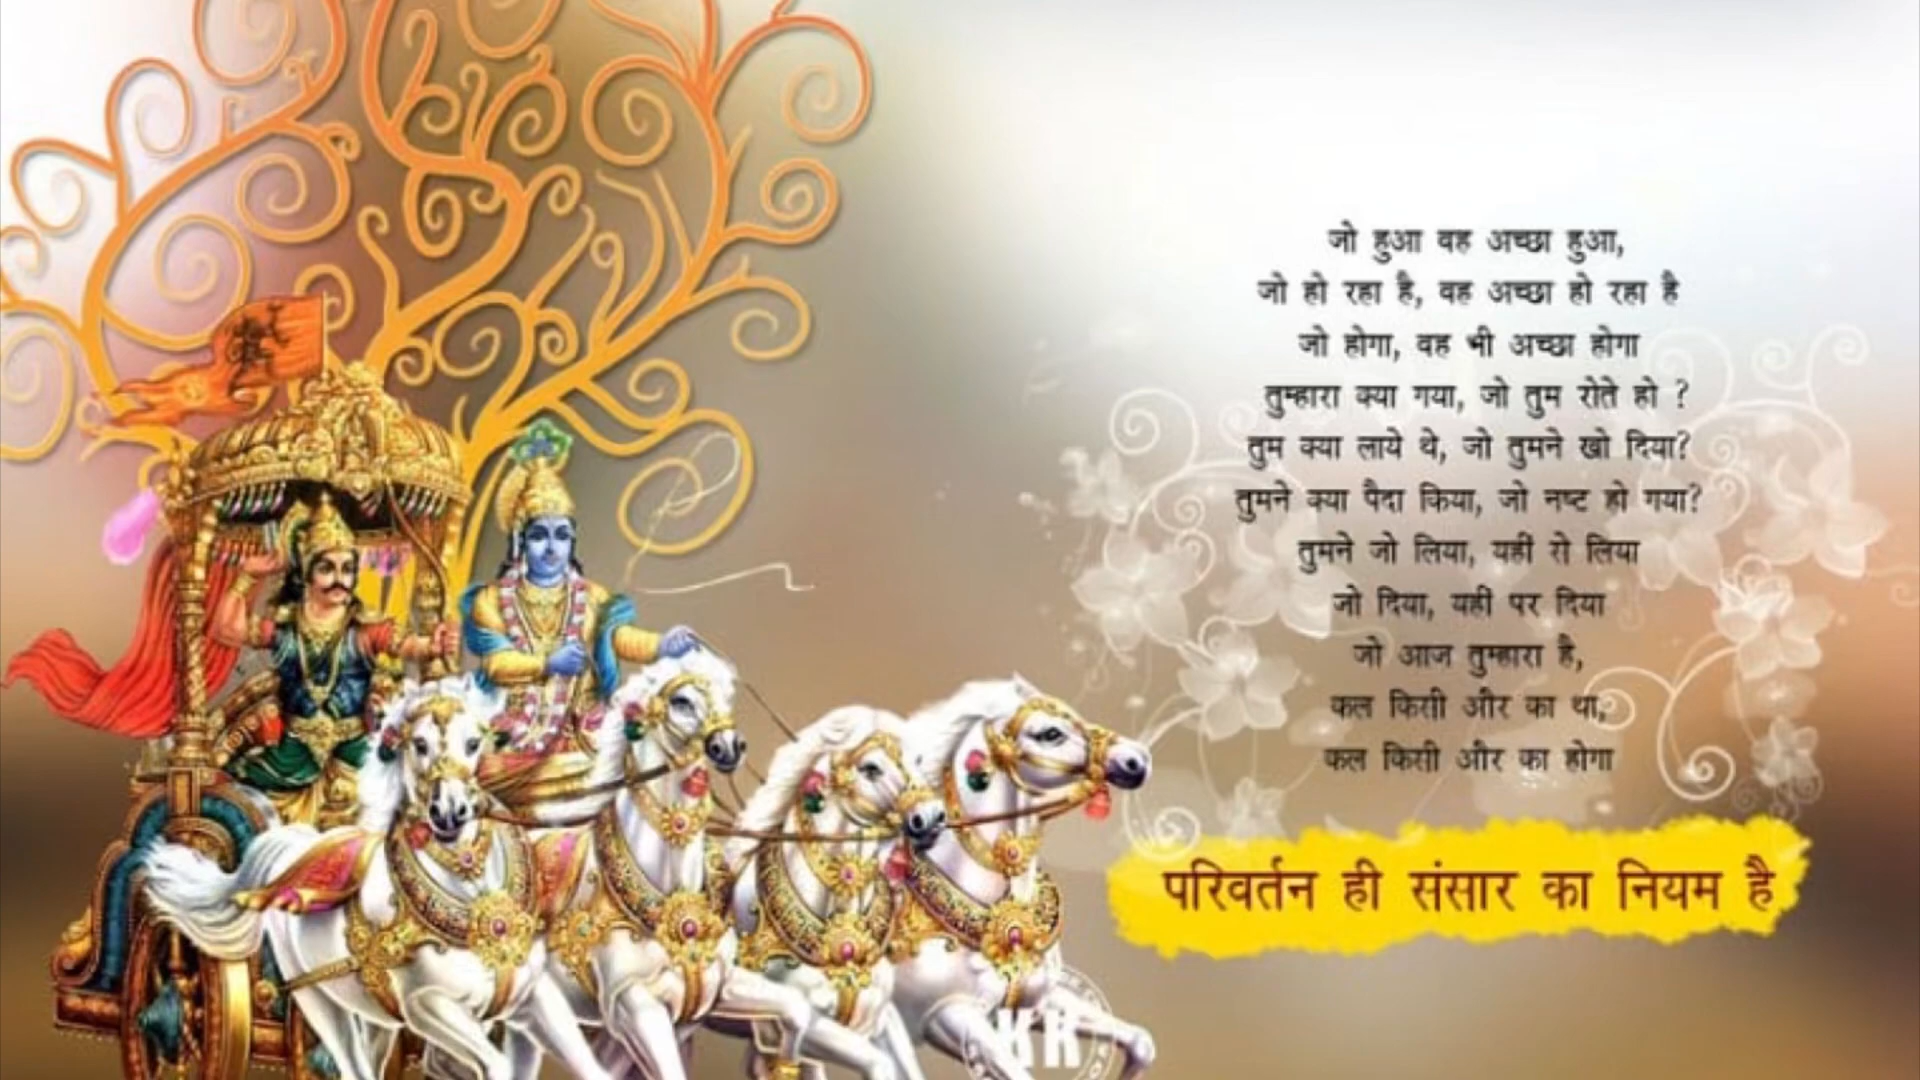 जो हुआ वह अच्छा हुआ,
जो हो रहा है, वह अच्छा हो रहा है
जो होगा, वह भी अच्छा होगा
तुम्हारा क्या गया, जो तुम रोते हो ?
तुम क्या लाये थे, जो तुमने खो दिया?
तुमने क्या पैदा किया, जो नष्ट हो गया?
तुमने जो लिया, यहीं से लिया
जो दिया, यहीं पर दिया
जो आज तुम्हारा है,
कल किसी और का था,
कल किसी और का होगा
परिवर्तन ही संसार का नियम है
KR